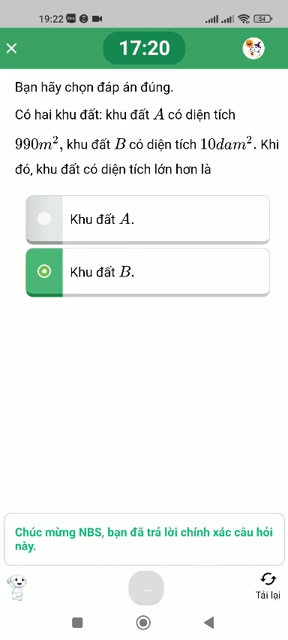 19:22
54
17:20
Bạn hãy chọn đáp án đúng.
Có hai khu đất: khu đất A có diện tích
990m², khu đất B có diện tích 10dam². Khi
đó, khu đất có diện tích lớn hơn là
Khu đất A.
Khu đất B.
Chúc mừng NBS, bạn đã trả lời chính xác câu hỏi
này.
...
Tải lại